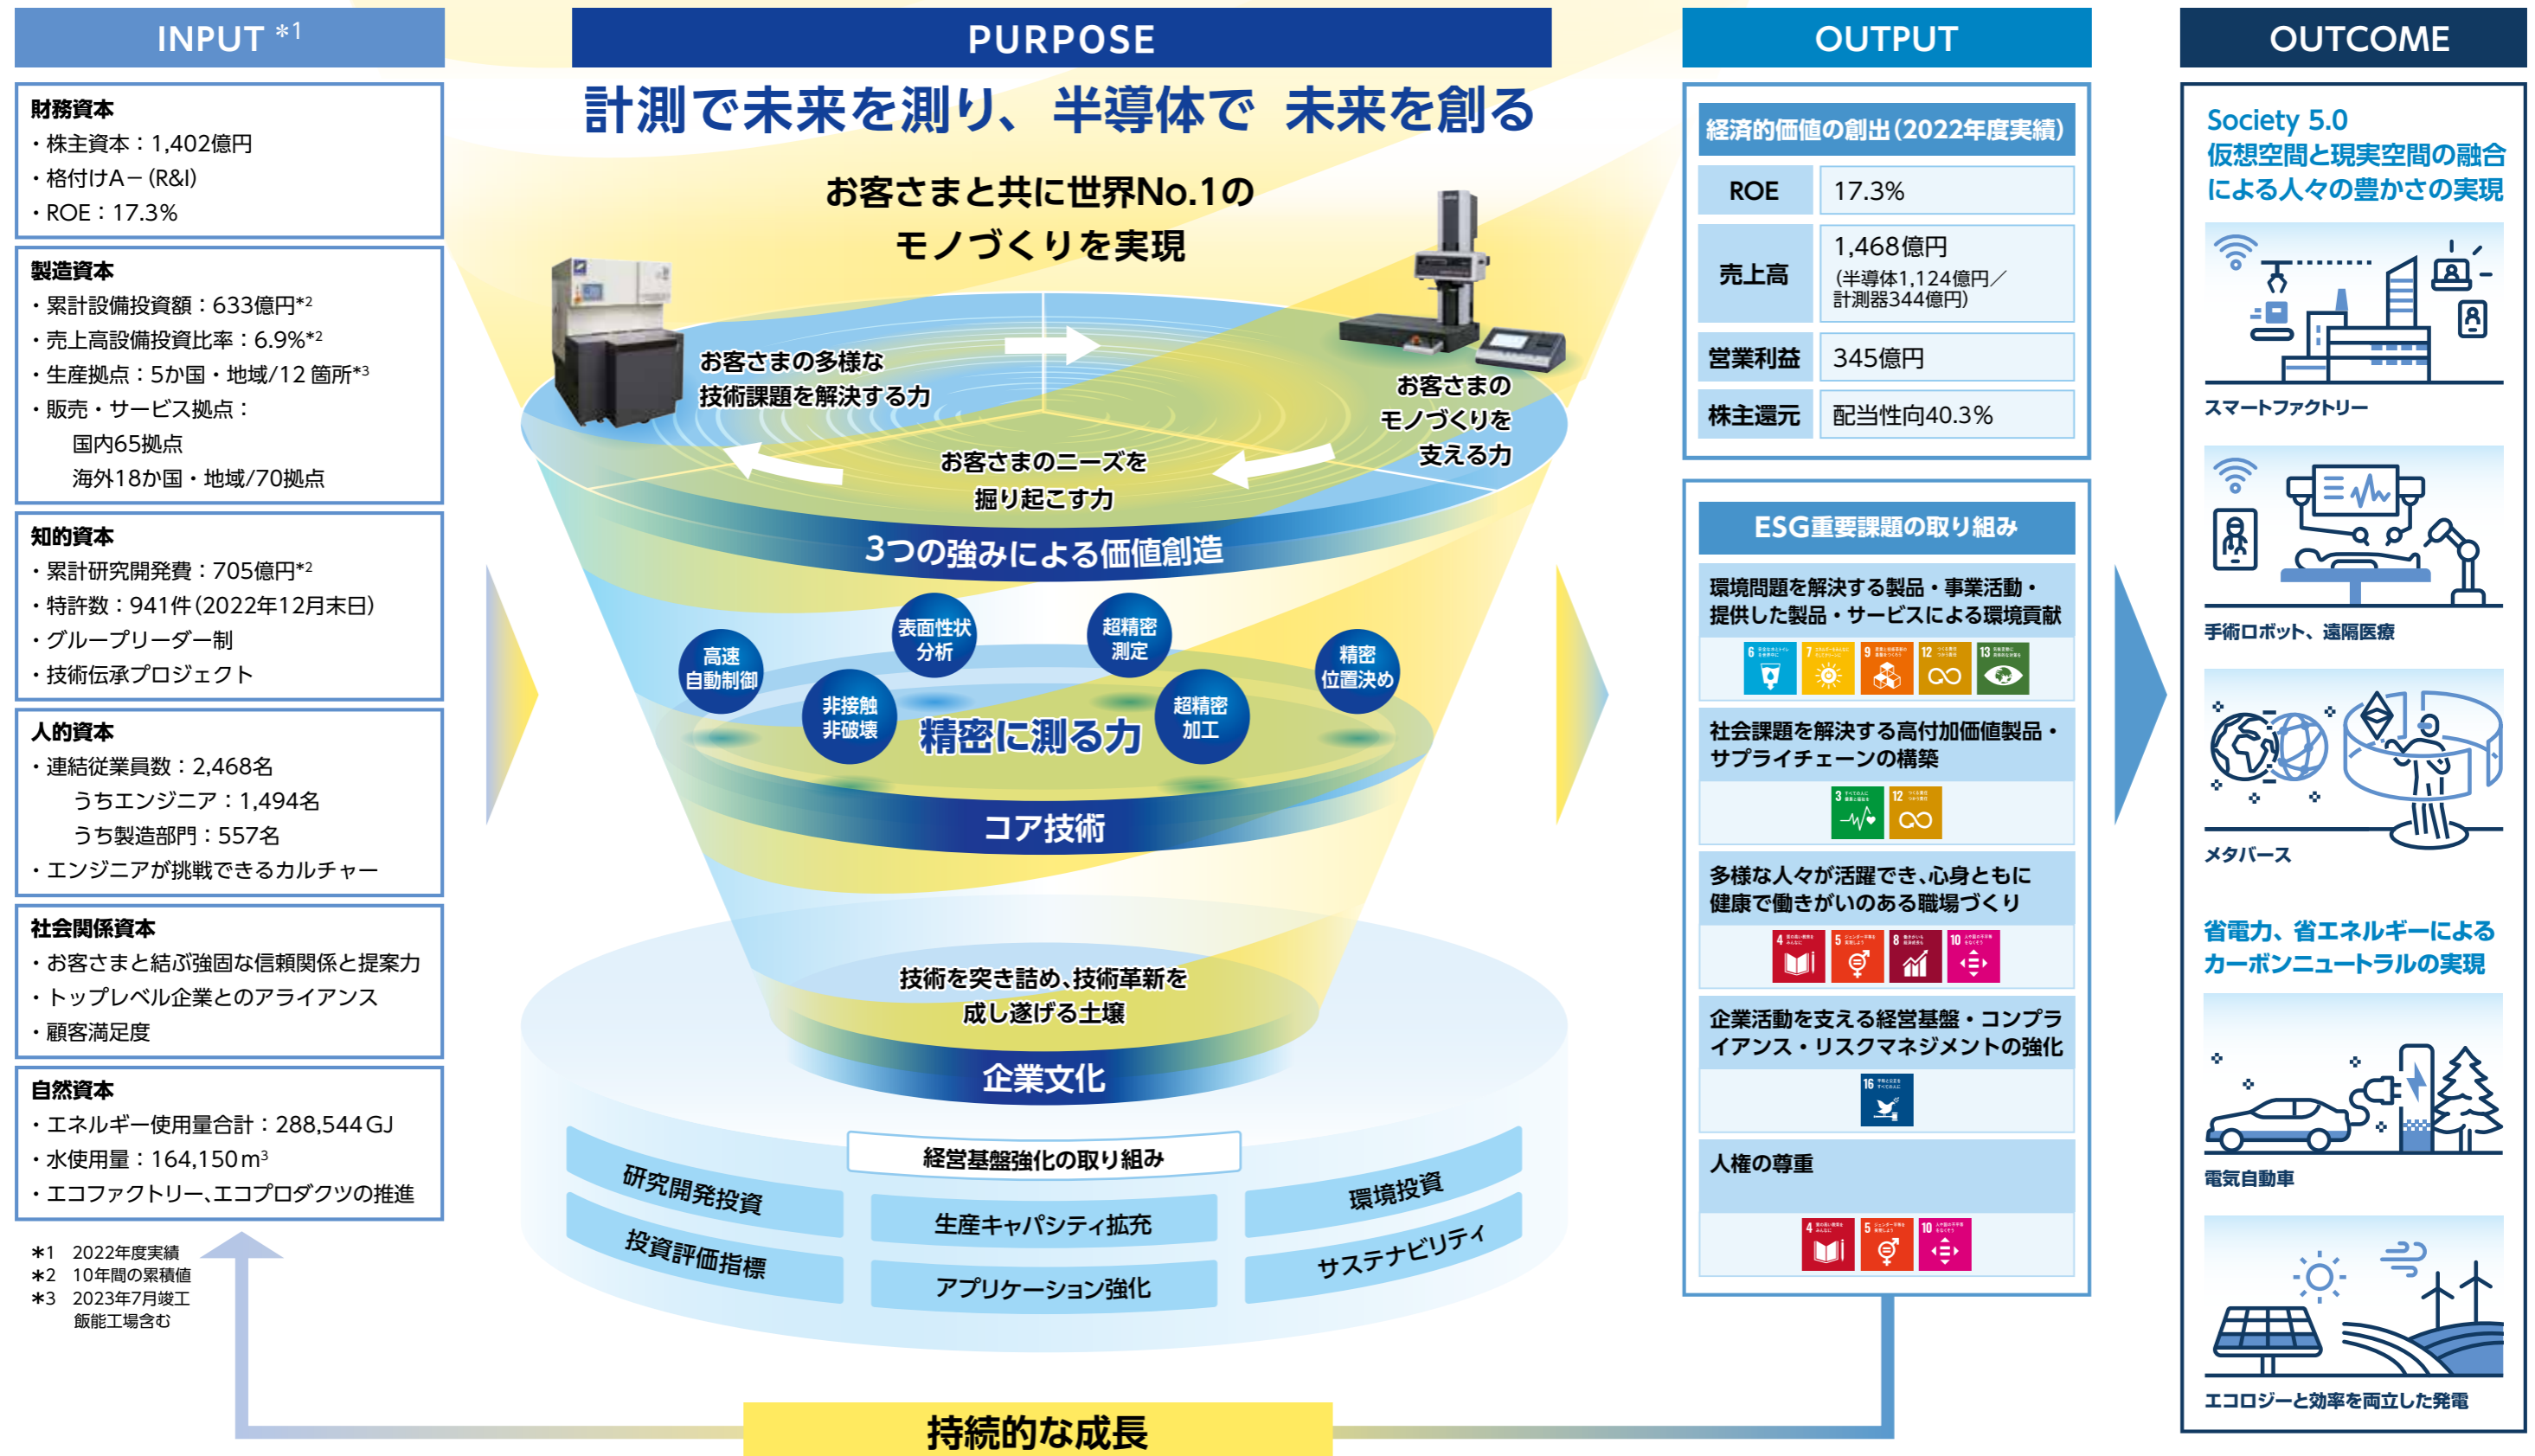 INPUT *1
財務資本
・株主資本：1,402億円
・格付けA－(R&I)
・ROE：17.3%
製造資本
・累計設備投資額：633億円*2
・売上高設備投資比率：6.9%*2
・生産拠点：5か国・地域/12 箇所*3
・販売・サービス拠点：
国内65拠点
海外18か国・地域/70拠点
知的資本
・累計研究開発費：705億円*2
・特許数：941件(2022年12月末日)
・グループリーダー制
・技術伝承プロジェクト
人的資本
・連結従業員数：2,468名
うちエンジニア：1,494名
うち製造部門：557名
・エンジニアが挑戦できるカルチャー
社会関係資本
・お客さまと結ぶ強固な信頼関係と提案力
・トップレベル企業とのアライアンス
・顧客満足度
自然資本
・エネルギー使用量合計：288,544GJ
・水使用量：164,150m³
・エコファクトリー、エコプロダクツの推進
*1 2022年度実績
*2 10年間の累積値
*3 2023年7月竣工
飯能工場含む
PURPOSE
計測で未来を測り、半導体で 未来を創る
お客さまと共に世界No.1の
モノづくりを実現
お客さまの多様な
技術課題を解決する力
お客さまの
モノづくりを
支える力
お客さまのニーズを
掘り起こす力
3つの強みによる価値創造
高速
自動制御
非接触
非破壊
表面性状
分析
超精密
測定
超精密
加工
精密
位置決め
精密に測る力
コア技術
技術を突き詰め、技術革新を
成し遂げる土壌
企業文化
経営基盤強化の取り組み
研究開発投資
生産キャパシティ拡充
環境投資
投資評価指標
アプリケーション強化
サステナビリティ
持続的な成長
OUTPUT
経済的価値の創出(2022年度実績)
ROE
17.3%
売上高
1,468億円
(半導体1,124億円／
計測器344億円)
営業利益
345億円
株主還元
配当性向40.3%
ESG重要課題の取り組み
環境問題を解決する製品・事業活動・
提供した製品・サービスによる環境貢献
6
7
9
12
13
社会課題を解決する高付加価値製品・
サプライチェーンの構築
3
12
多様な人々が活躍でき、心身ともに
健康で働きがいのある職場づくり
4
5
8
10
企業活動を支える経営基盤・コンプラ
イアンス・リスクマネジメントの強化
16
人権の尊重
4
5
10
OUTCOME
Society 5.0
仮想空間と現実空間の融合
による人々の豊かさの実現
スマートファクトリー
手術ロボット、遠隔医療
メタバース
省電力、省エネルギーによる
カーボンニュートラルの実現
電気自動車
エコロジーと効率を両立した発電